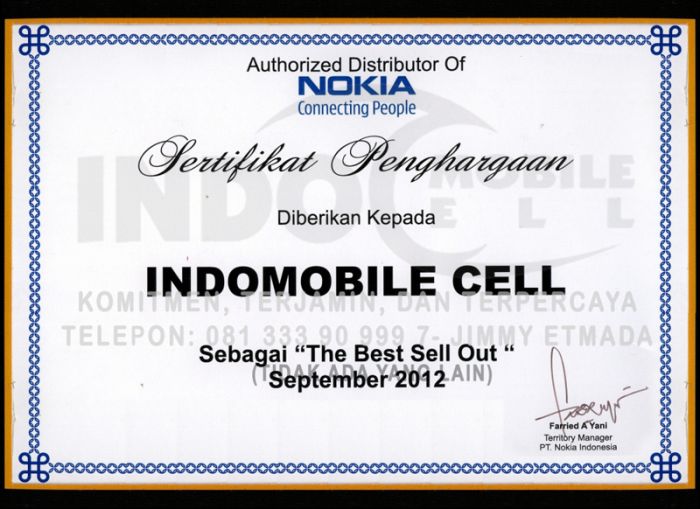 Authorized Distributor Of
NOKIA
Connecting People
Sertifikat Penghargaan
INDO MOBILE
CELL
Diberikan Kepada
INDOMOBILE CELL
KOMITMEN, TERJAMIN, DAN TERPERCAYA
TELEPON: 081 333 90 999 7- JIMMY ETMADA
Sebagai “The Best Sell Out “
(TIDAK ADA YANG LAIN)
September 2012
Farried A Yani
Territory Manager
PT. Nokia Indonesia